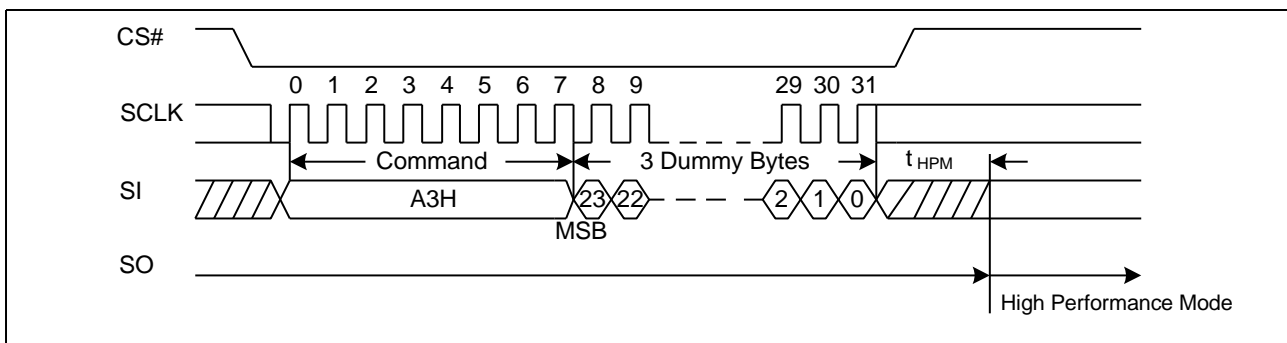 CS#
0 1 2 3 4 5 6 7 8 9 29 30 31
SCLK
Command 3 Dummy Bytes t HPM
SI A3H 23 22 2 1 0
MSB
SO
High Performance Mode